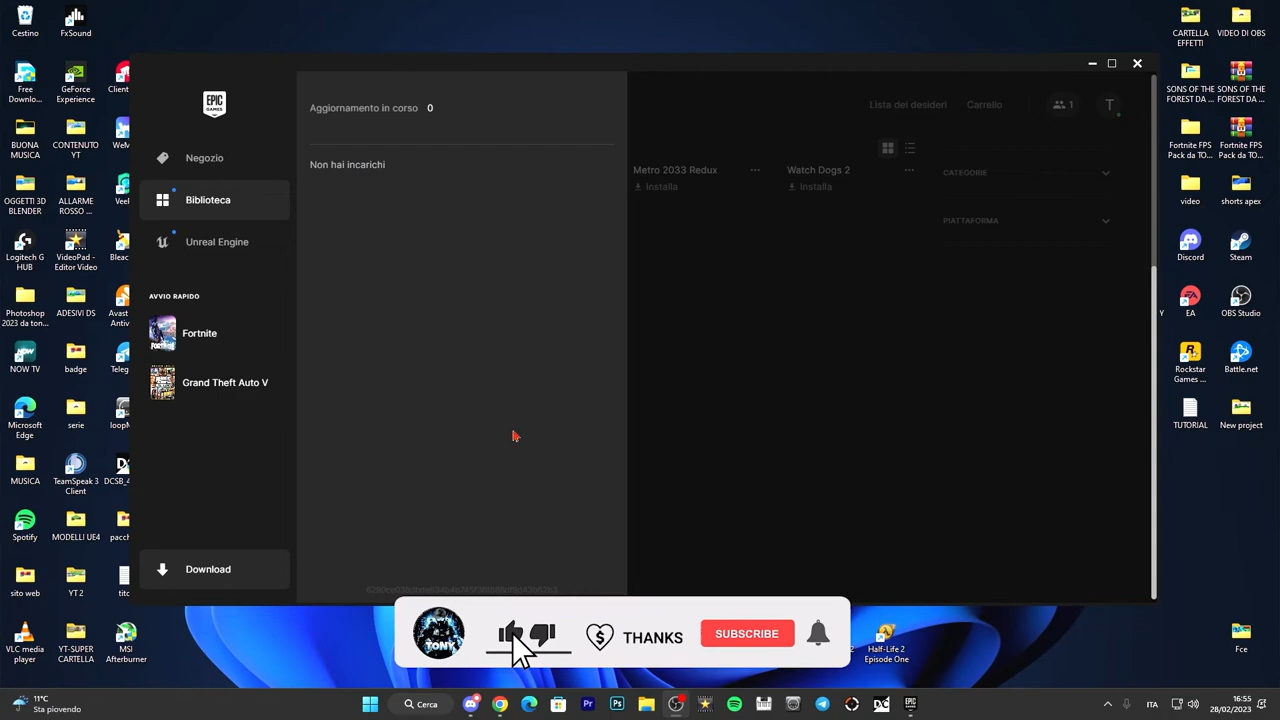 Cestino
FxSound
CARTELLA EFFETTI
VIDEO DI OBS
Free Downlo...
GeForce Experience
Client
EPIC GAMES
Aggiornamento in corso 0
Lista dei desideri
Carrello
1
T
SONS OF THE FOREST DA ...
SONS OF THE FOREST DA ...
BUONA MUSICA
CONTENUTO YT
Negozio
Non hai incarichi
Metro 2033 Redux
...
Installa
Watch Dogs 2
...
Installa
CATEGORIE
PIATTAFORMA
Fortnite FPS Pack da TO...
Fortnite FPS Pack da TO...
OGGETTI 3D BLENDER
ALLARME ROSSO ...
Biblioteca
video
shorts apex
Logitech G HUB
VideoPad - Editor Video
Unreal Engine
Discord
Steam
Photoshop 2023 da ton...
ADESIVI DS
Avast Antiv
AVVIO RAPIDO
Fortnite
EA
OBS Studio
NOW TV
badge
Grand Theft Auto V
Rockstar Games ...
Battle.net
Microsoft Edge
serie
TUTORIAL
New project
MUSICA
TeamSpeak 3 Client
DCSB_4
Spotify
MODELLI UE4
Download
sito web
YT 2
VLC media player
YT-SUPER CARTELLA
MSI Afterburner
TONY
THANKS
SUBSCRIBE
Half-Life 2 Episode One
Fce
11°C
Sta piovendo
Cerca
ITA
16:55
28/02/2023